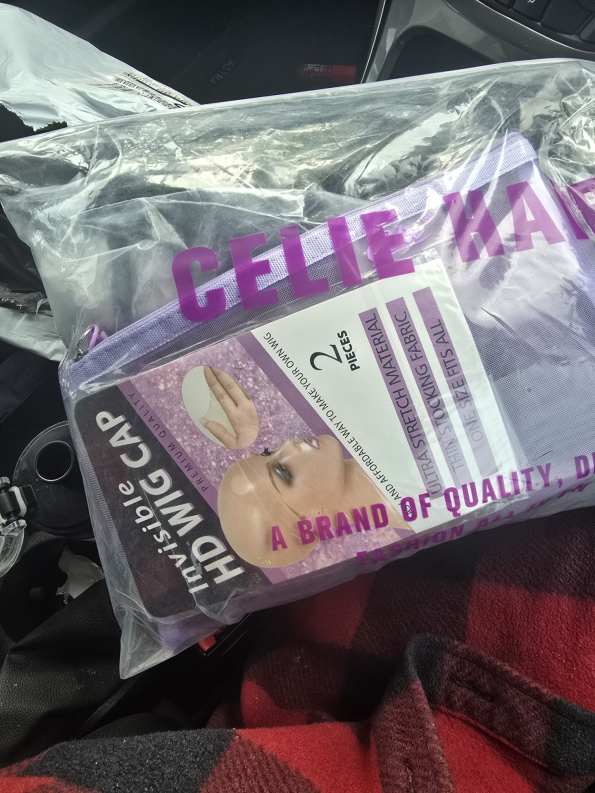 CELIE HA
2
PIECES
AND AFFORDABLE WAY TO MAKE YOUR OWN WIG
ULTRA STRETCH MATERIAL
THIN STOCKING FABRIC
ONE SIZE FITS ALL
PREMIUM QUALITY
Invisible
HD WIG CAP
A BRAND OF QUALITY,
FASHION ALL IN